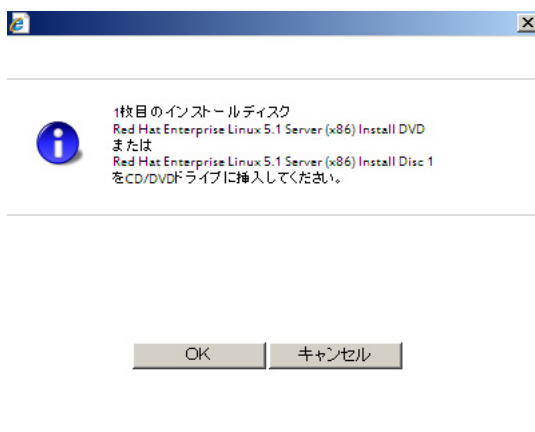 1枚目のインストールディスク
Red Hat Enterprise Linux 5.1 Server (x86) Install DVD
または
Red Hat Enterprise Linux 5.1 Server (x86) Install Disc 1
をCD/DVDドライブに挿入してください。
OK キャンセル